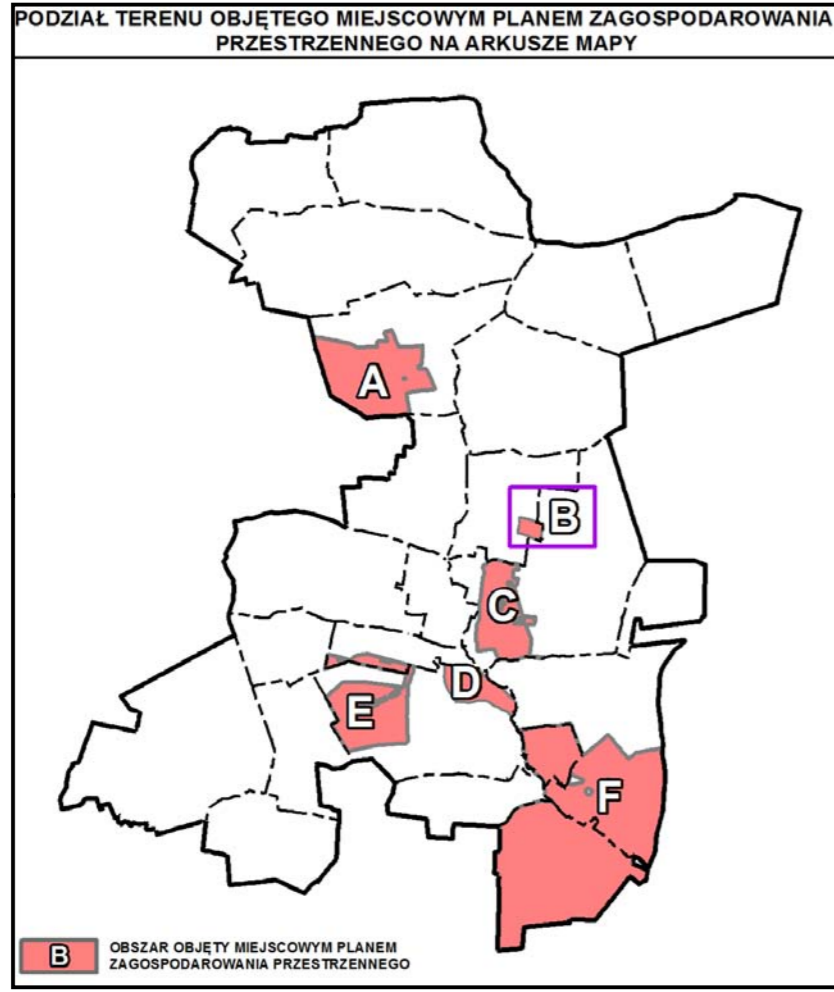 PODZIAŁ TERENU OBJĘTEGO MIEJSCOWYM PLANEM ZAGOSPODAROWANIA
PRZESTRZENNEGO NA ARKUSZE MAPY
A
B
C
D
E
F
B
OBSZAR OBJĘTY MIEJSCOWYM PLANEM
ZAGOSPODAROWANIA PRZESTRZENNEGO